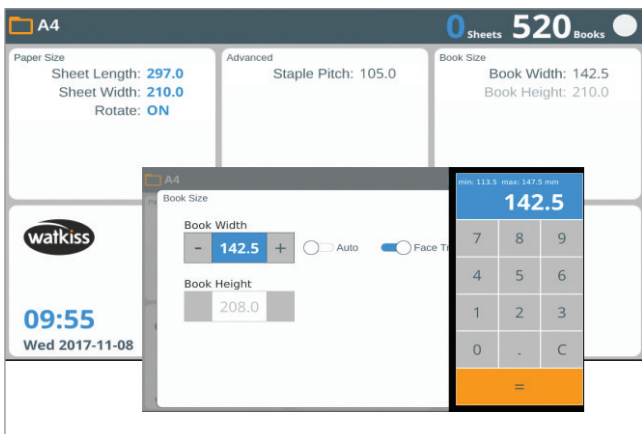 A4
0 Sheets 520 Books
Paper Size
Sheet Length: 297.0
Sheet Width: 210.0
Rotate: ON
Advanced
Staple Pitch: 105.0
Book Size
Book Width: 142.5
Book Height: 210.0
watkiss
09:55
Wed 2017-11-08
A4
Book Size
Book Width
- 142.5 + Auto Face Tr
Book Height
208.0
min: 113.5 max: 147.5 mm
142.5
7 8 9
4 5 6
1 2 3
0 . C
=